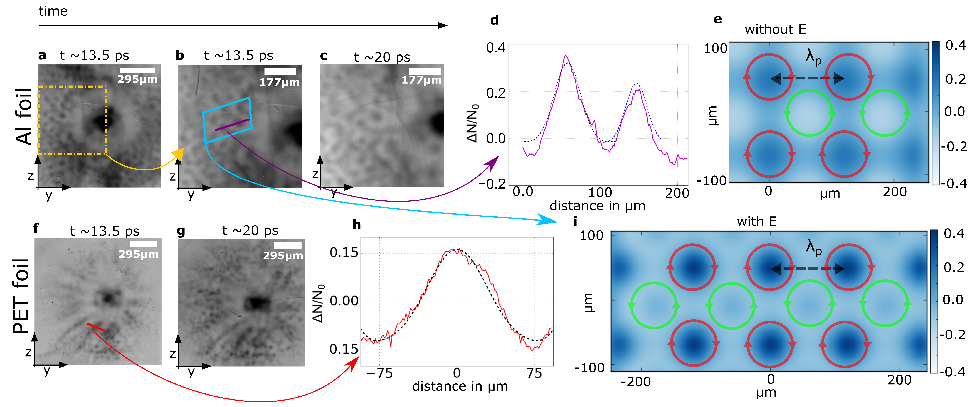 time
a t ~13.5 ps
295µm
z
y
b t ~13.5 ps
177µm
z
y
c t ~20 ps
177µm
z
y
Al foil
d
ΔN/N₀
0.4
0.2
0.0
−0.2
0.0
100
200
distance in µm
e without E
λp
100
µm
-100
0
µm
200
0.4
0.2
0.0
-0.2
-0.4
PET foil
f t ~13.5 ps
295µm
z
y
g t ~20 ps
295µm
z
y
h
ΔN/N₀
0.15
0.00
0.15
−75
0
75
distance in µm
i with E
λp
100
µm
-100
-200
0
µm
200
0.4
0.2
0.0
-0.2
-0.4